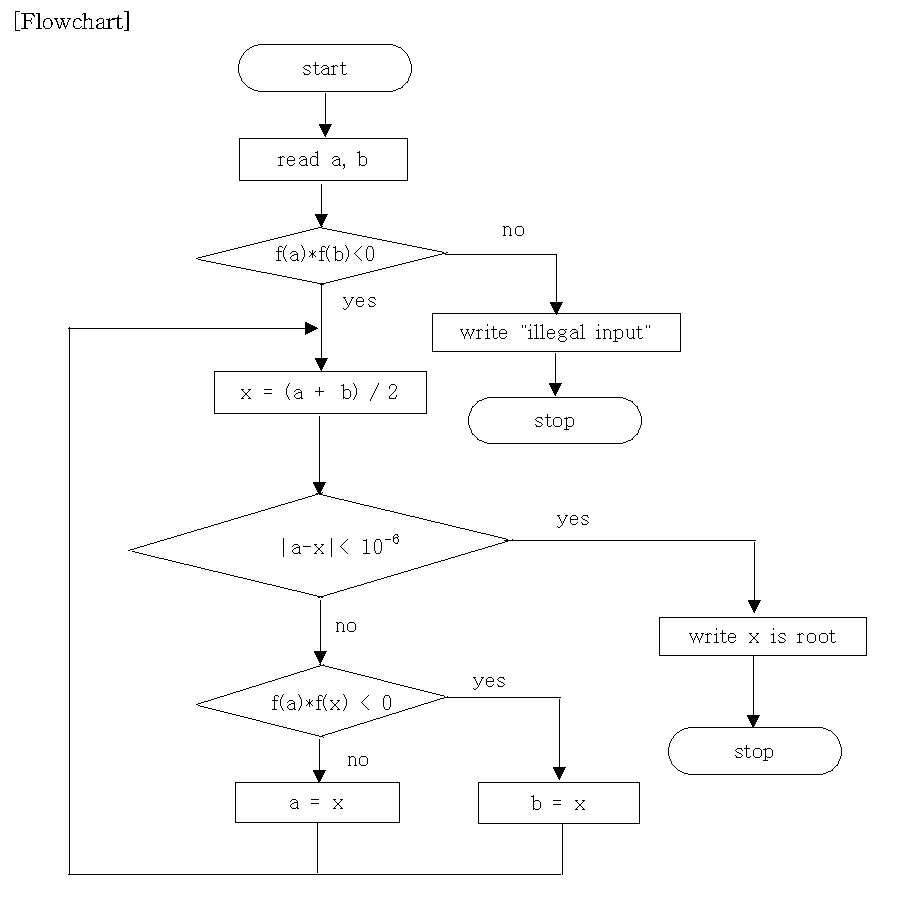 [Flowchart]
start
read a, b
f(a)*f(b)<0
no
yes
write "illegal input"
x = (a + b) / 2
stop
|a-x|< 10⁻⁶
yes
no
write x is root
f(a)*f(x) < 0
yes
no
stop
a = x
b = x